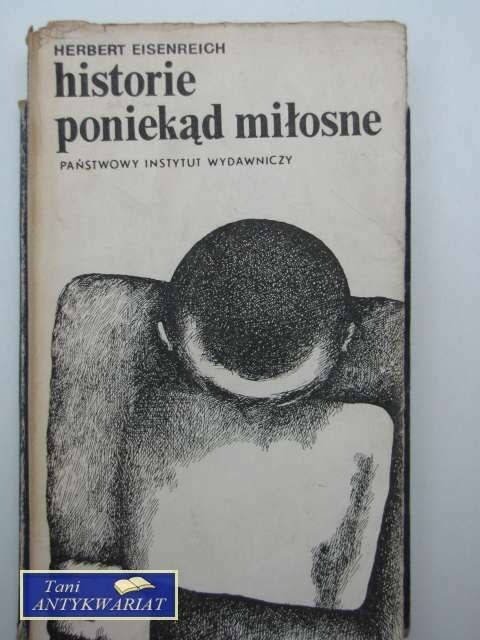 HERBERT EISENREICH
historie
poniekąd miłosne
PAŃSTWOWY INSTYTUT WYDAWNICZY
Tani
ANTYKWARIAT